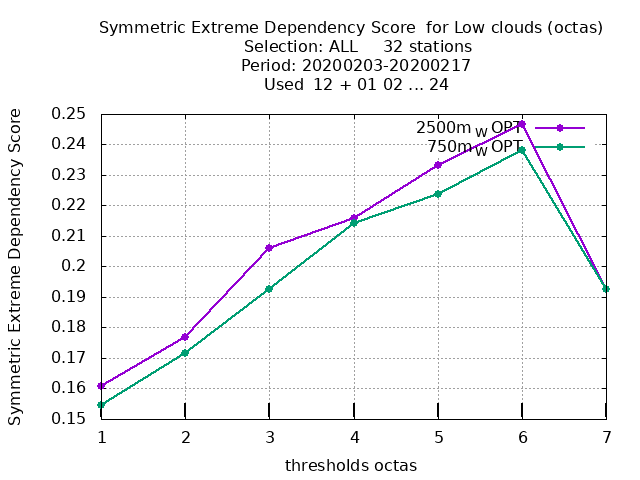 Symmetric Extreme Dependency Score  for Low clouds (octas)
Selection: ALL     32 stations
Period: 20200203-20200217
Used  12 + 01 02 ... 24
Symmetric Extreme Dependency Score
0.25
0.24
0.23
0.22
0.21
0.2
0.19
0.18
0.17
0.16
0.15
2500m W OPT
750m W OPT
1 2 3 4 5 6 7
thresholds octas